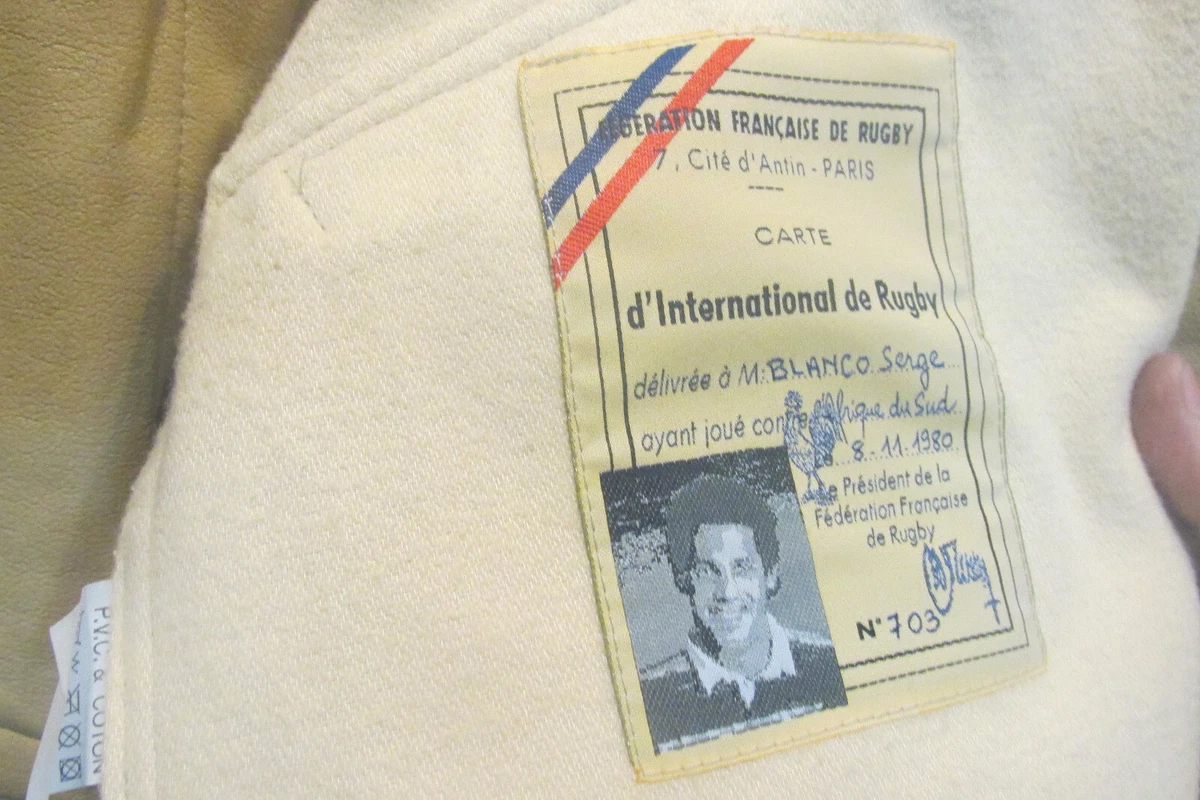 FÉDÉRATION FRANÇAISE DE RUGBY
7, Cité d'Antin - PARIS
CARTE
d'International de Rugby
délivrée à M. BLANCO Serge
ayant joué contre Afrique du Sud
8-11-1980
Le Président de la
Fédération Française
de Rugby
N° 703
P.V.C. & COTON